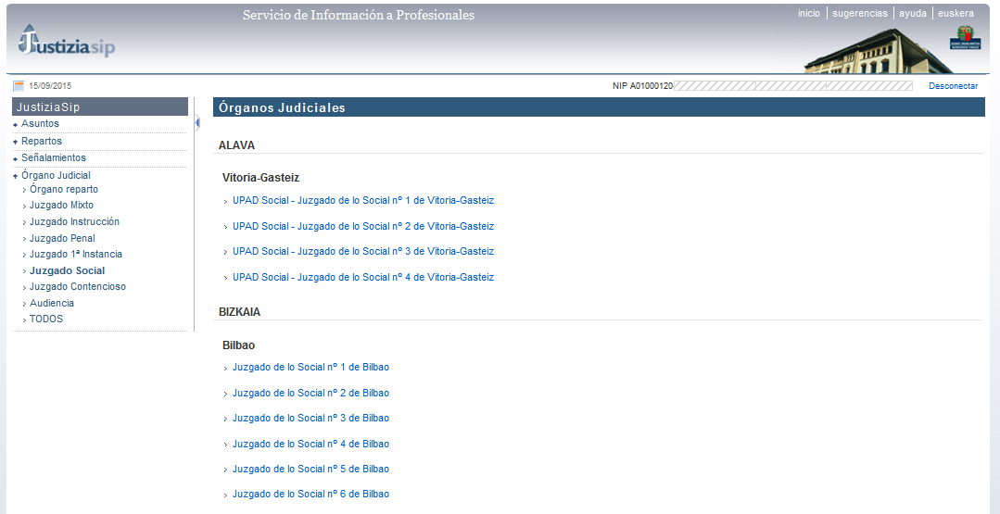 Servicio de Información a Profesionales
inicio | sugerencias | ayuda | euskera
Justiziasip
15/09/2015
NIP A01000120
Desconectar
JustiziaSip
Asuntos
Repartos
Señalamientos
Órgano Judicial
Órgano reparto
Juzgado Mixto
Juzgado Instrucción
Juzgado Penal
Juzgado 1ª Instancia
Juzgado Social
Juzgado Contencioso
Audiencia
TODOS
Órganos Judiciales
ALAVA
Vitoria-Gasteiz
UPAD Social - Juzgado de lo Social nº 1 de Vitoria-Gasteiz
UPAD Social - Juzgado de lo Social nº 2 de Vitoria-Gasteiz
UPAD Social - Juzgado de lo Social nº 3 de Vitoria-Gasteiz
UPAD Social - Juzgado de lo Social nº 4 de Vitoria-Gasteiz
BIZKAIA
Bilbao
Juzgado de lo Social nº 1 de Bilbao
Juzgado de lo Social nº 2 de Bilbao
Juzgado de lo Social nº 3 de Bilbao
Juzgado de lo Social nº 4 de Bilbao
Juzgado de lo Social nº 5 de Bilbao
Juzgado de lo Social nº 6 de Bilbao